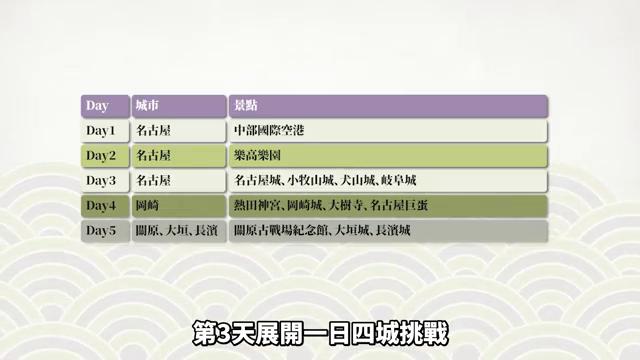 Day 城市 景點
Day1 名古屋 中部國際空港
Day2 名古屋 樂高樂園
Day3 名古屋 名古屋城、小牧山城、犬山城、岐阜城
Day4 岡崎 熱田神宮、岡崎城、大樹寺、名古屋巨蛋
Day5 關原、大垣、長濱 關原古戰場紀念館、大垣城、長濱城
第3天展開一日四城挑戰